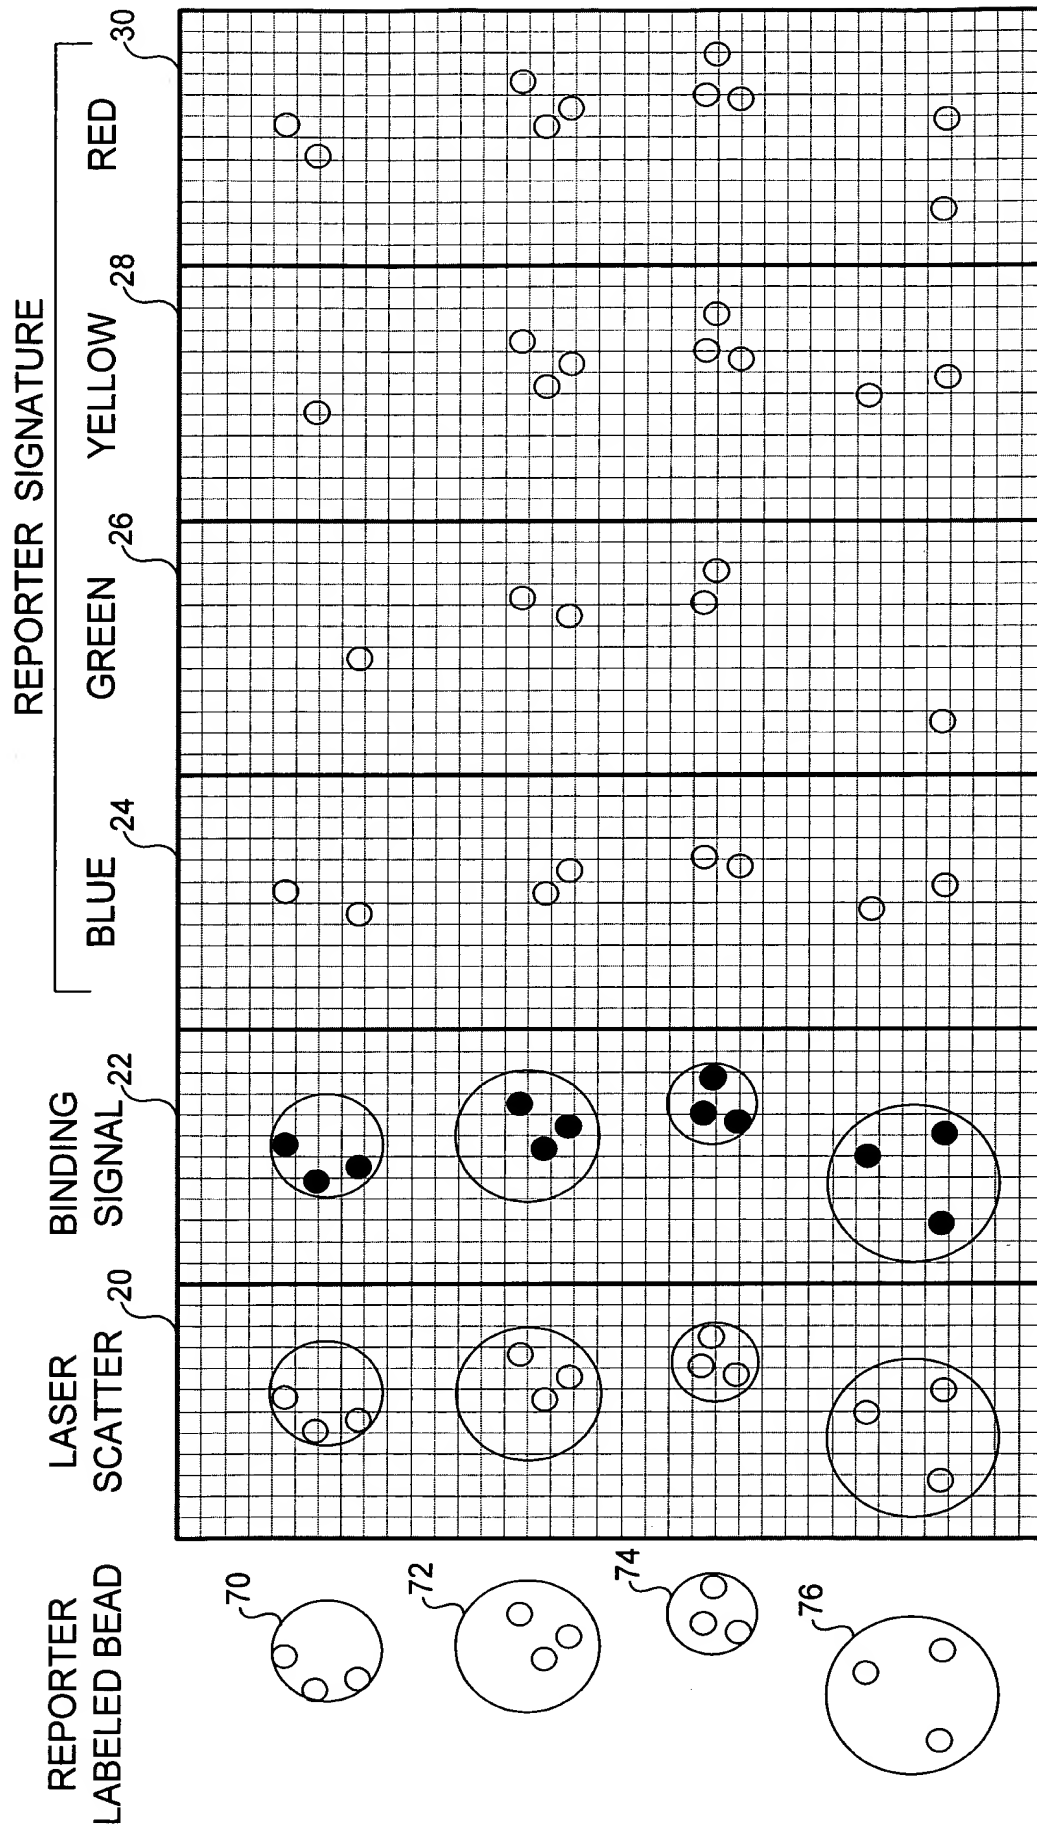 REPORTER SIGNATURE
REPORTER
LABELED BEAD
LASER
SCATTER
20
BINDING
SIGNAL
22
BLUE
24
GREEN
26
YELLOW
28
RED
30
70
72
74
76